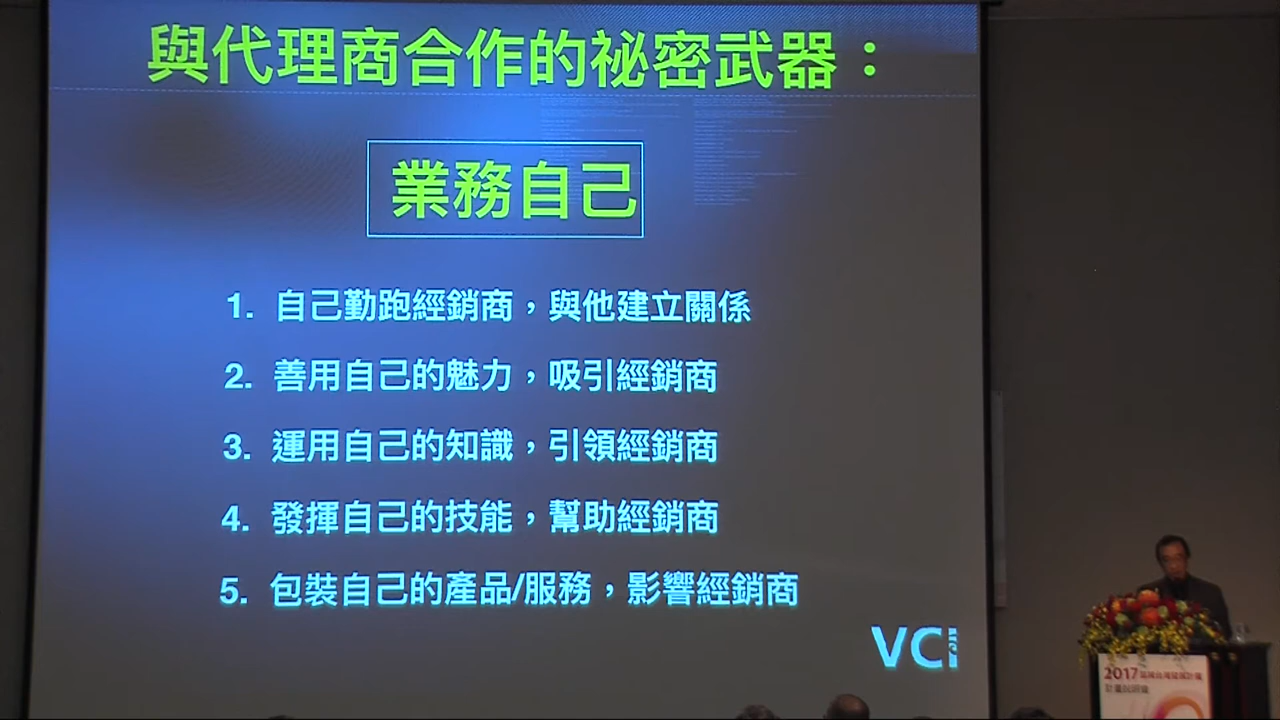 與代理商合作的祕密武器：
業務自己
1. 自己勤跑經銷商，與他建立關係
2. 善用自己的魅力，吸引經銷商
3. 運用自己的知識，引領經銷商
4. 發揮自己的技能，幫助經銷商
5. 包裝自己的產品/服務，影響經銷商
VCI
2017